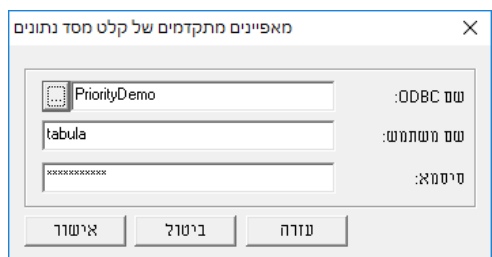 מאפיינים מתקדמים של קלט מסד נתונים
שם ODBC: PriorityDemo ...
שם משתמש: tabula
סיסמא: ***********
עזרה ביטול אישור